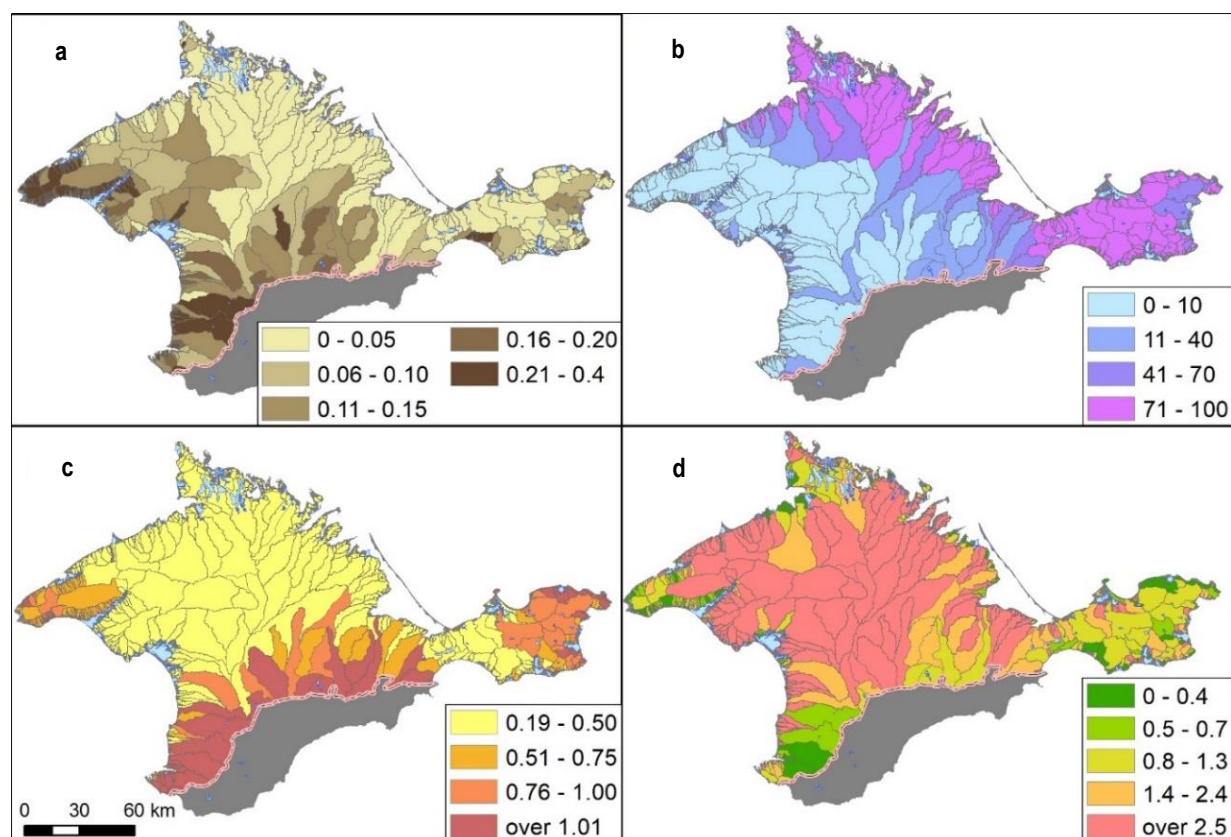 a
0 - 0.05
0.06 - 0.10
0.11 - 0.15
0.16 - 0.20
0.21 - 0.4
b
0 - 10
11 - 40
41 - 70
71 - 100
c
0.19 - 0.50
0.51 - 0.75
0.76 - 1.00
over 1.01
0 30 60 km
d
0 - 0.4
0.5 - 0.7
0.8 - 1.3
1.4 - 2.4
over 2.5